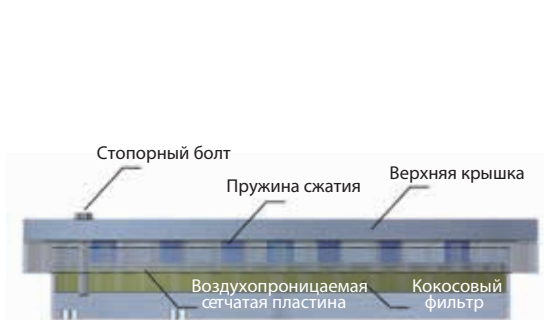 Стопорный болт
Верхняя крышка
Пружина сжатия
Воздухопроницаемая
сетчатая пластина
Кокосовый
фильтр